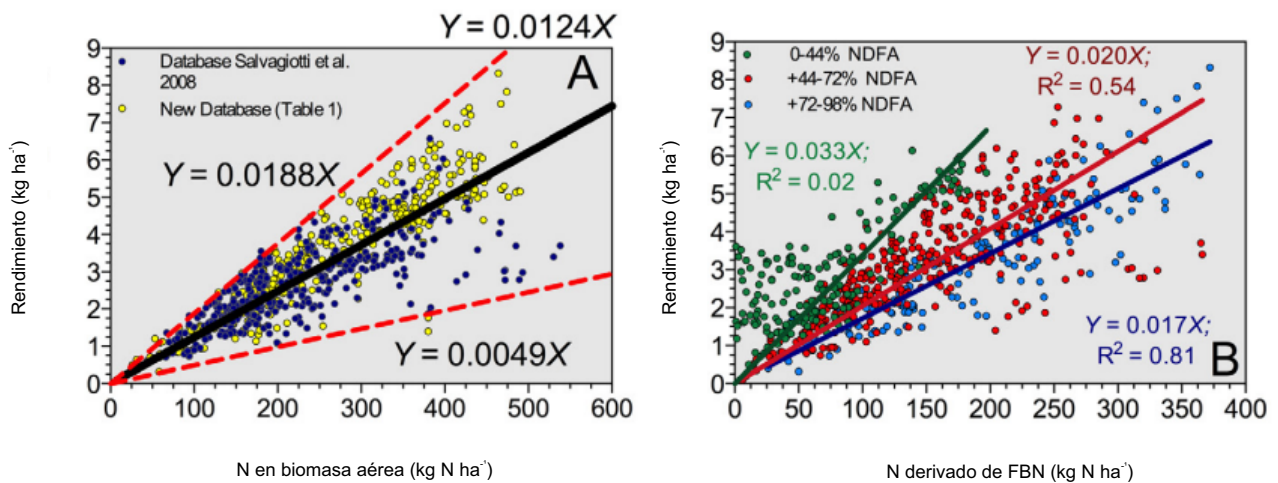 Y = 0.0124X
9
8
7
6
5
4
3
2
1
0
Database Salvagiotti et al.
2008
New Database (Table 1)
A
Y = 0.0188X
Y = 0.0049X
0
100
200
300
400
500
600
Rendimiento (kg ha⁻¹)
N en biomasa aérea (kg N ha⁻¹)
9
8
7
6
5
4
3
2
1
0
0-44% NDFA
+44-72% NDFA
+72-98% NDFA
Y = 0.020X;
R² = 0.54
Y = 0.033X;
R² = 0.02
Y = 0.017X;
R² = 0.81
B
0
50
100
150
200
250
300
350
400
Rendimiento (kg ha⁻¹)
N derivado de FBN (kg N ha⁻¹)